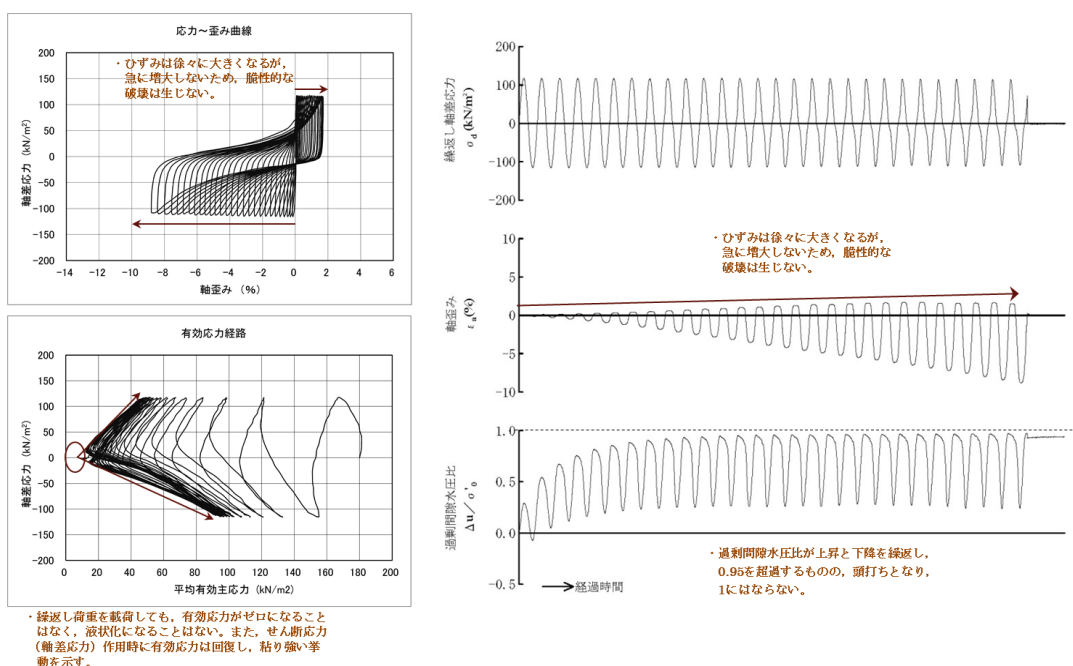 応力～歪み曲線
・ひずみは徐々に大きくなるが，
急に増大しないため，脆性的な
破壊は生じない。
軸差応力 (kN/m²)
200
150
100
50
0
-50
-100
-150
-200
-14 -12 -10 -8 -6 -4 -2 0 2 4 6
軸歪み （%）
有効応力経路
軸差応力 (kN/m²)
200
150
100
50
0
-50
-100
-150
-200
0 20 40 60 80 100 120 140 160 180 200
平均有効主応力 (kN/m2)
・繰返し荷重を載荷しても，有効応力がゼロになること
はなく，液状化になることはない。また，せん断応力
（軸差応力）作用時に有効応力は回復し，粘り強い挙
動を示す。
繰返し軸差応力
σd (kN/m²)
200
100
0
-100
-200
・ひずみは徐々に大きくなるが，
急に増大しないため，脆性的な
破壊は生じない。
軸歪み
εa(%)
10
5
0
-5
-10
過剰間隙水圧比
Δu／σ'0
1.0
0.5
0.0
-0.5
・過剰間隙水圧比が上昇と下降を繰返し，
0.95を超過するものの，頭打ちとなり，
1にはならない。
経過時間